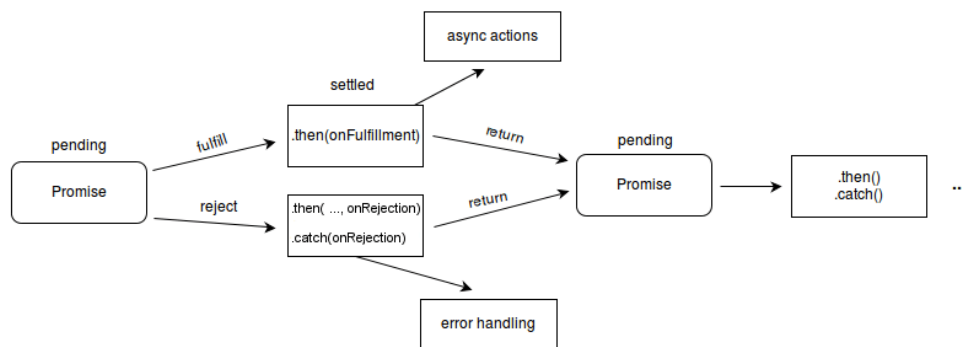 async actions
settled
.then(onFulfillment)
fulfill
return
pending
Promise
pending
Promise
.then()
.catch()
..
reject
.then( ..., onRejection)
.catch(onRejection)
return
error handling